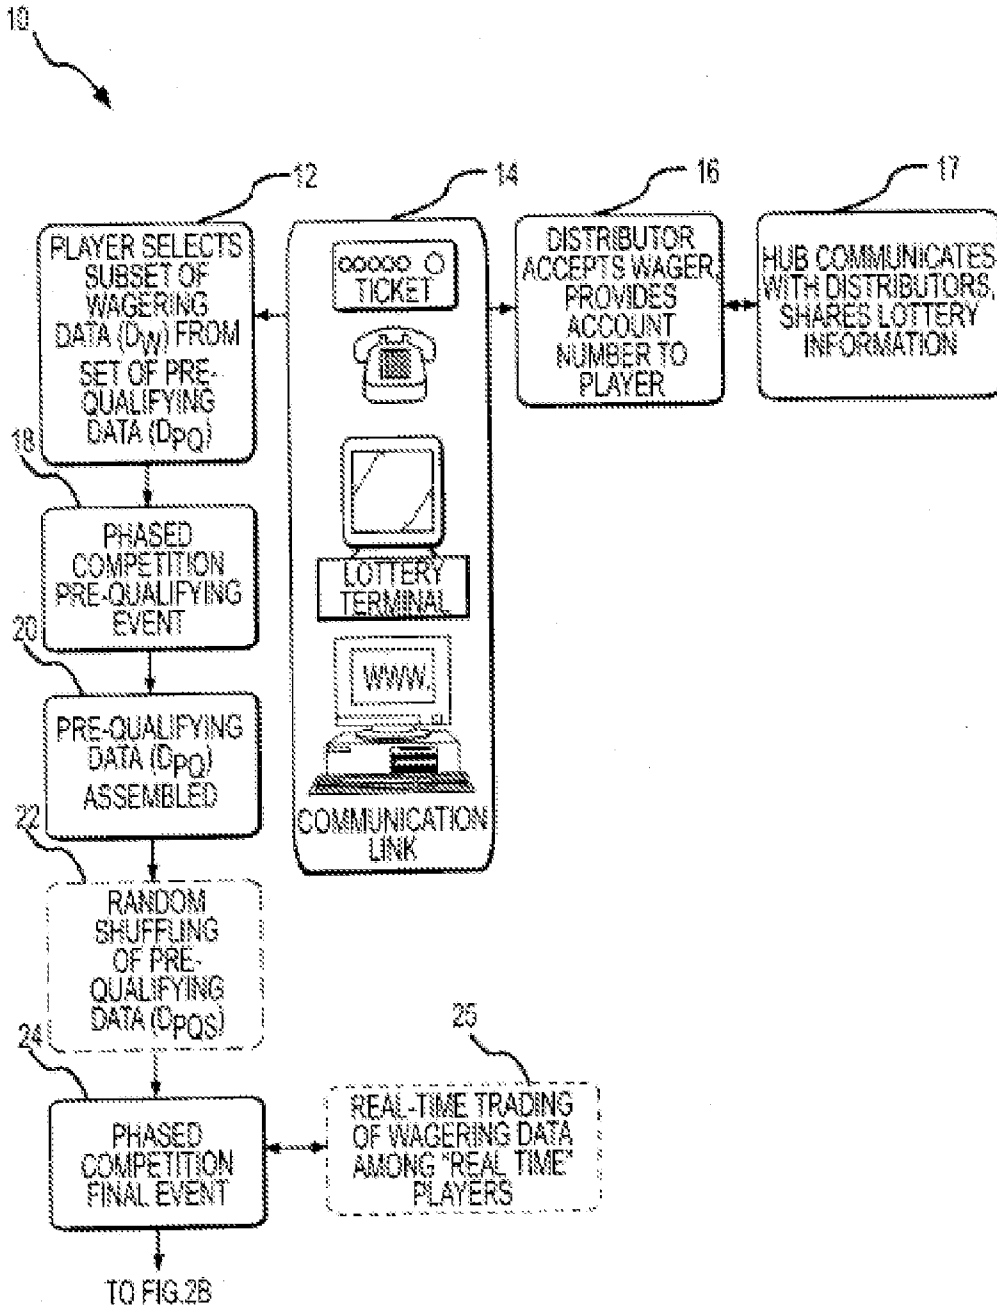 10
12
14
16
17
PLAYER SELECTS
SUBSET OF
WAGERING
DATA (DW) FROM
SET OF PRE-
QUALIFYING
DATA (DPQ)
TICKET
LOTTERY
TERMINAL
WWW.
COMMUNICATION
LINK
DISTRIBUTOR
ACCEPTS WAGER,
PROVIDES
ACCOUNT
NUMBER TO
PLAYER
HUB COMMUNICATES
WITH DISTRIBUTORS,
SHARES LOTTERY
INFORMATION
18
PHASED
COMPETITION
PRE-QUALIFYING
EVENT
20
PRE-QUALIFYING
DATA (DPQ)
ASSEMBLED
22
RANDOM
SHUFFLING
OF PRE-
QUALIFYING
DATA (DPQS)
24
PHASED
COMPETITION
FINAL EVENT
25
REAL-TIME TRADING
OF WAGERING DATA
AMONG "REAL TIME"
PLAYERS
TO FIG.2B